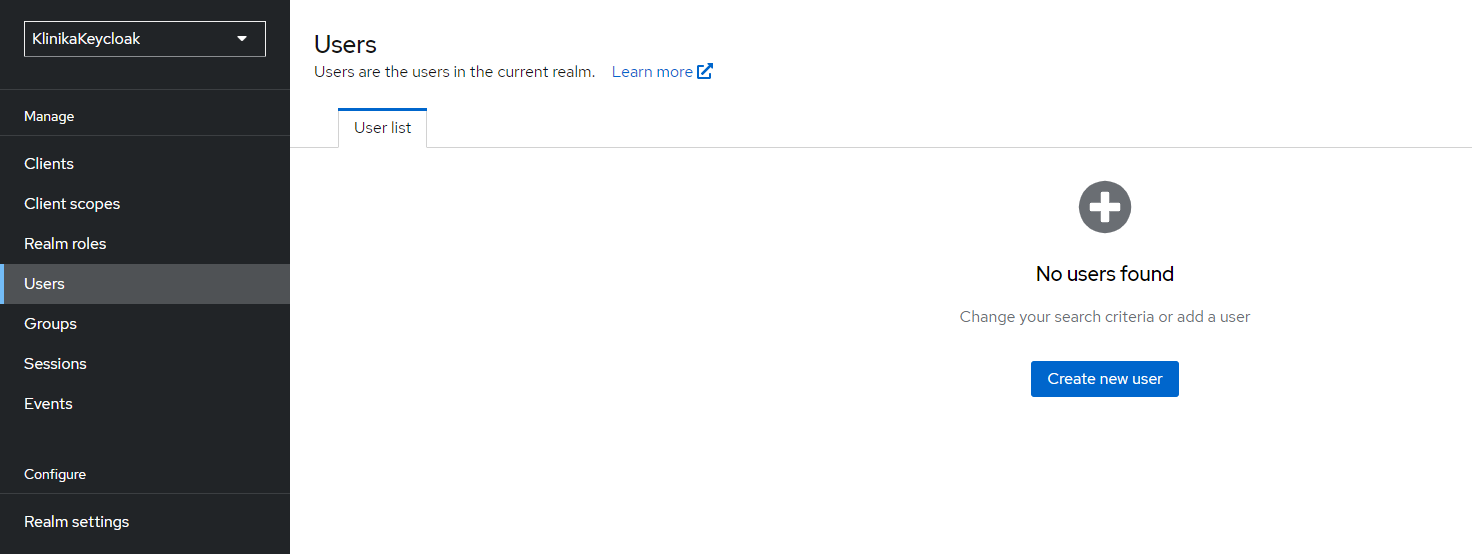 KlinikaKeycloak
Manage
Clients
Client scopes
Realm roles
Users
Groups
Sessions
Events
Configure
Realm settings
Users
Users are the users in the current realm. Learn more
User list
No users found
Change your search criteria or add a user
Create new user